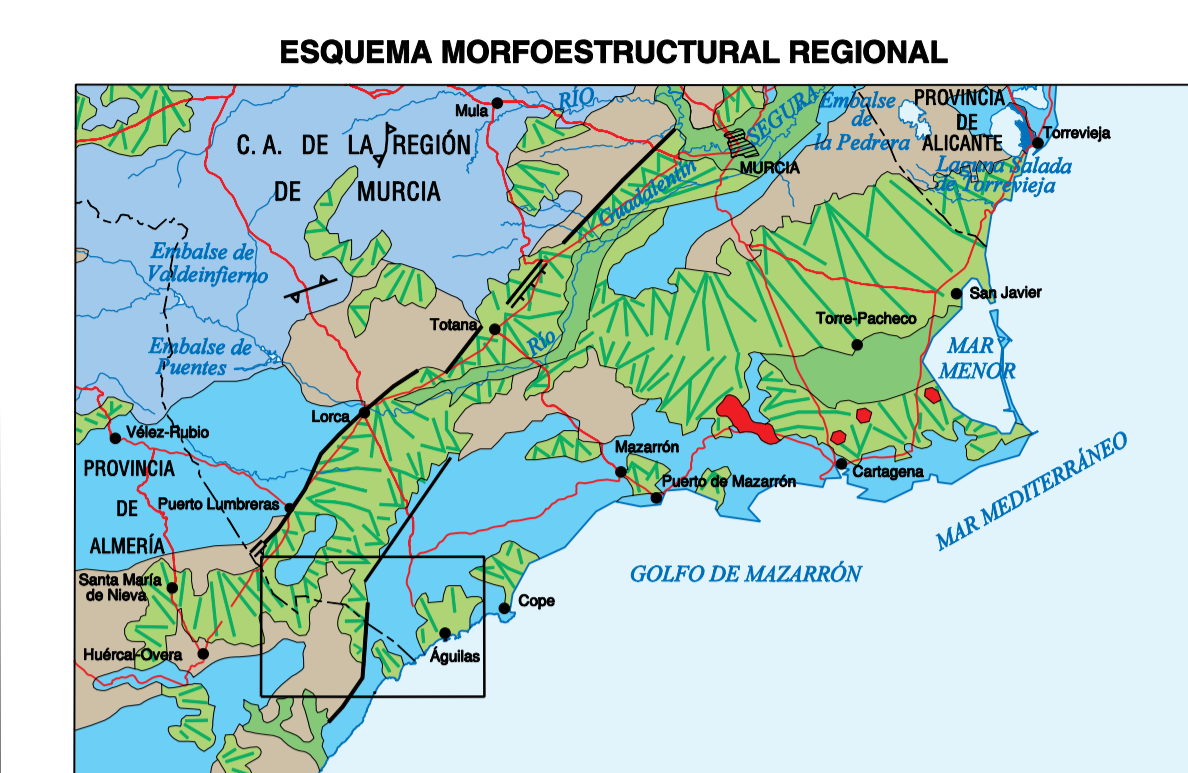 ESQUEMA MORFOESTRUCTURAL REGIONAL
Mula
RÍO
SEGURA
Embalse
de
la Pedrera
PROVINCIA
DE
ALICANTE
Torrevieja
Laguna Salada
de Torrevieja
C. A. DE LA REGIÓN
DE MURCIA
MURCIA
Guadalentín
Embalse de
Valdeinfierno
San Javier
Totana
Torre-Pacheco
Río
Embalse de
Puentes
MAR
MENOR
Lorca
Vélez-Rubio
Mazarrón
PROVINCIA
DE
ALMERÍA
Cartagena
Puerto de Mazarrón
Puerto Lumbreras
MAR MEDITERRÁNEO
GOLFO DE MAZARRÓN
Santa María
de Nieva
Cope
Huércal-Overa
Águilas